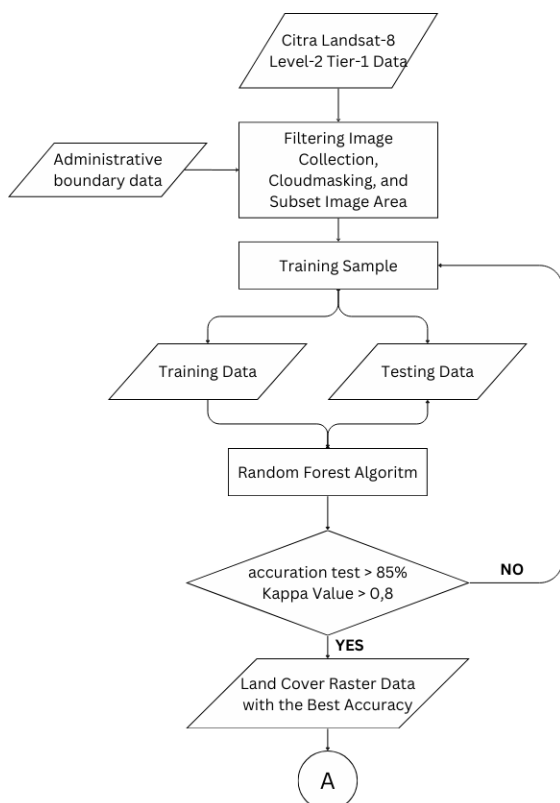 Citra Landsat-8
Level-2 Tier-1 Data
Administrative
boundary data
Filtering Image
Collection,
Cloudmasking, and
Subset Image Area
Training Sample
Training Data
Testing Data
Random Forest Algoritm
accuration test > 85%
Kappa Value > 0,8
NO
YES
Land Cover Raster Data
with the Best Accuracy
A